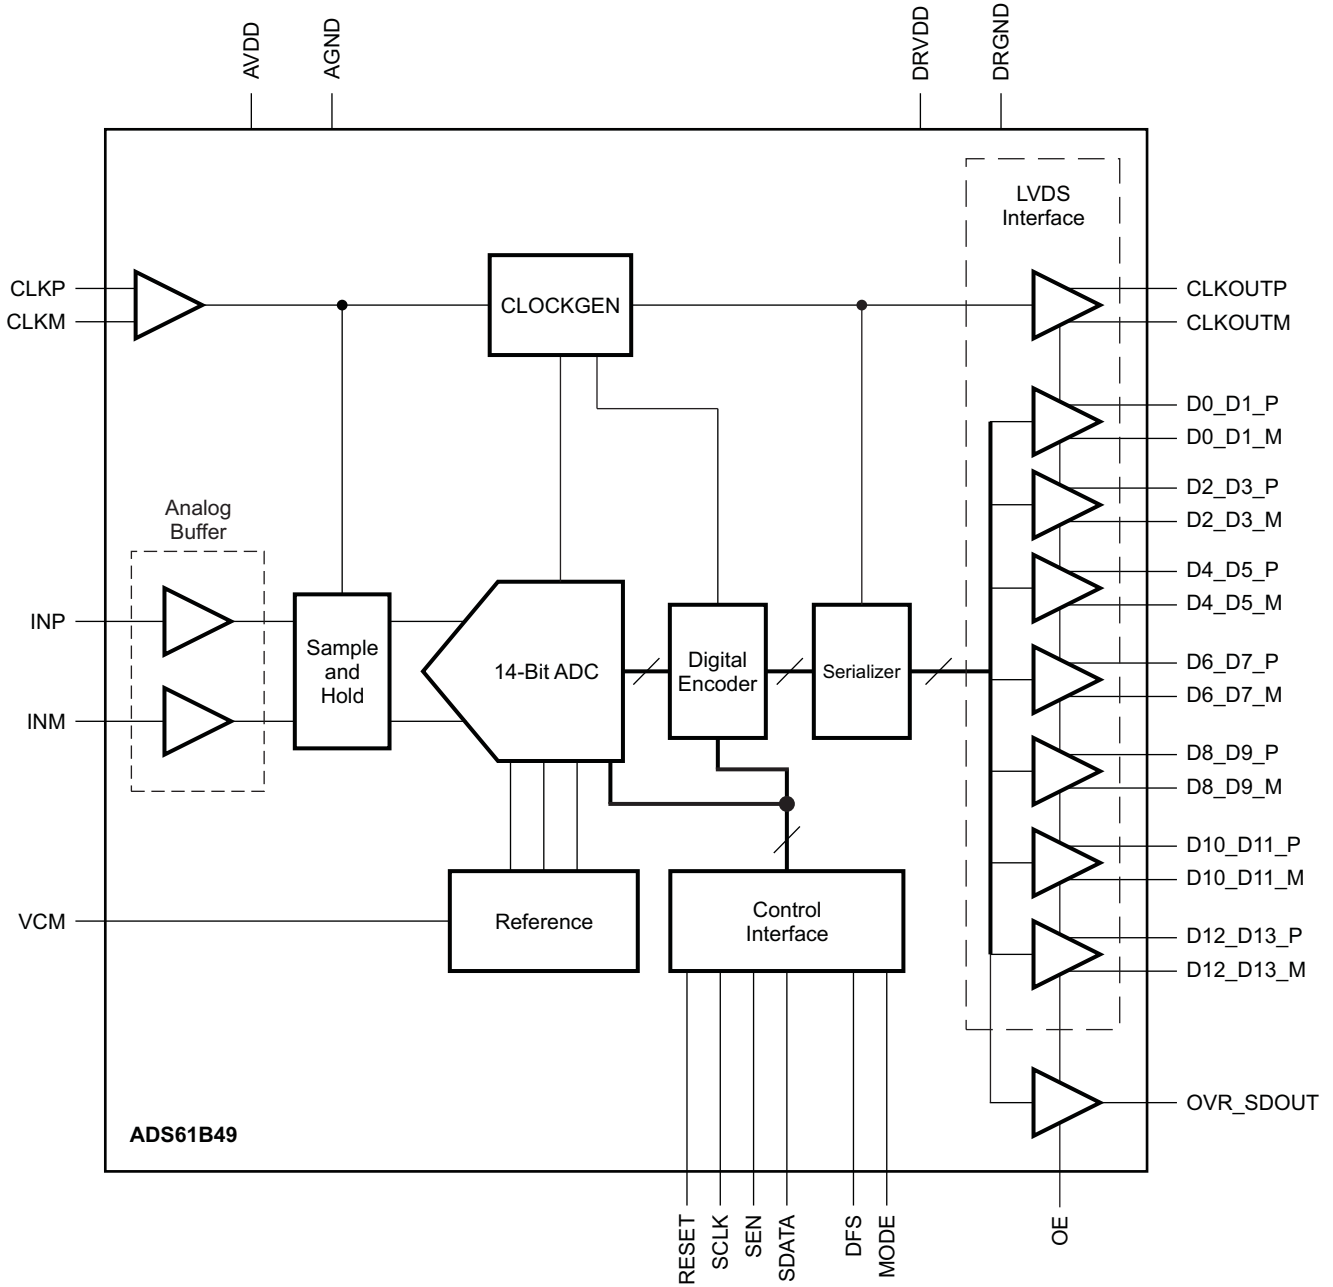 AVDD
AGND
DRVDD
DRGND
LVDS
Interface
CLKP
CLKM
CLOCKGEN
CLKOUTP
CLKOUTM
D0_D1_P
D0_D1_M
D2_D3_P
D2_D3_M
Analog
Buffer
D4_D5_P
D4_D5_M
INP
INM
Sample
and
Hold
14-Bit ADC
Digital
Encoder
Serializer
D6_D7_P
D6_D7_M
D8_D9_P
D8_D9_M
D10_D11_P
D10_D11_M
VCM
Reference
Control
Interface
D12_D13_P
D12_D13_M
OVR_SDOUT
ADS61B49
RESET
SCLK
SEN
SDATA
DFS
MODE
OE